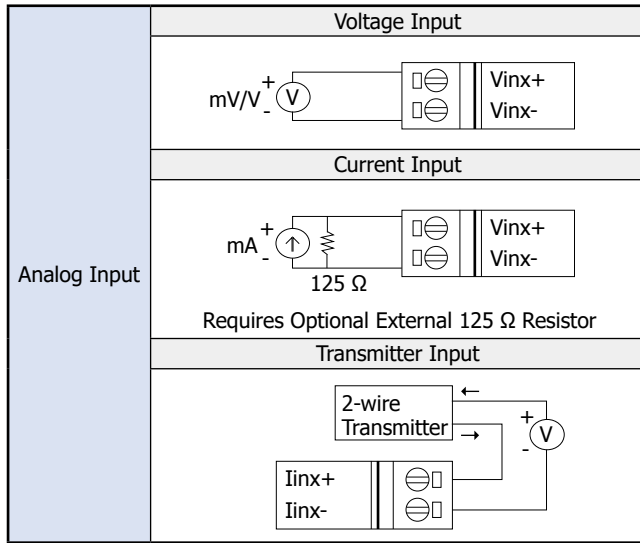 Analog Input
Voltage Input
mV/V
+
-
V
Vinx+
Vinx-
Current Input
mA
+
-
125 Ω
Vinx+
Vinx-
Requires Optional External 125 Ω Resistor
Transmitter Input
2-wire
Transmitter
+
-
V
Iinx+
Iinx-